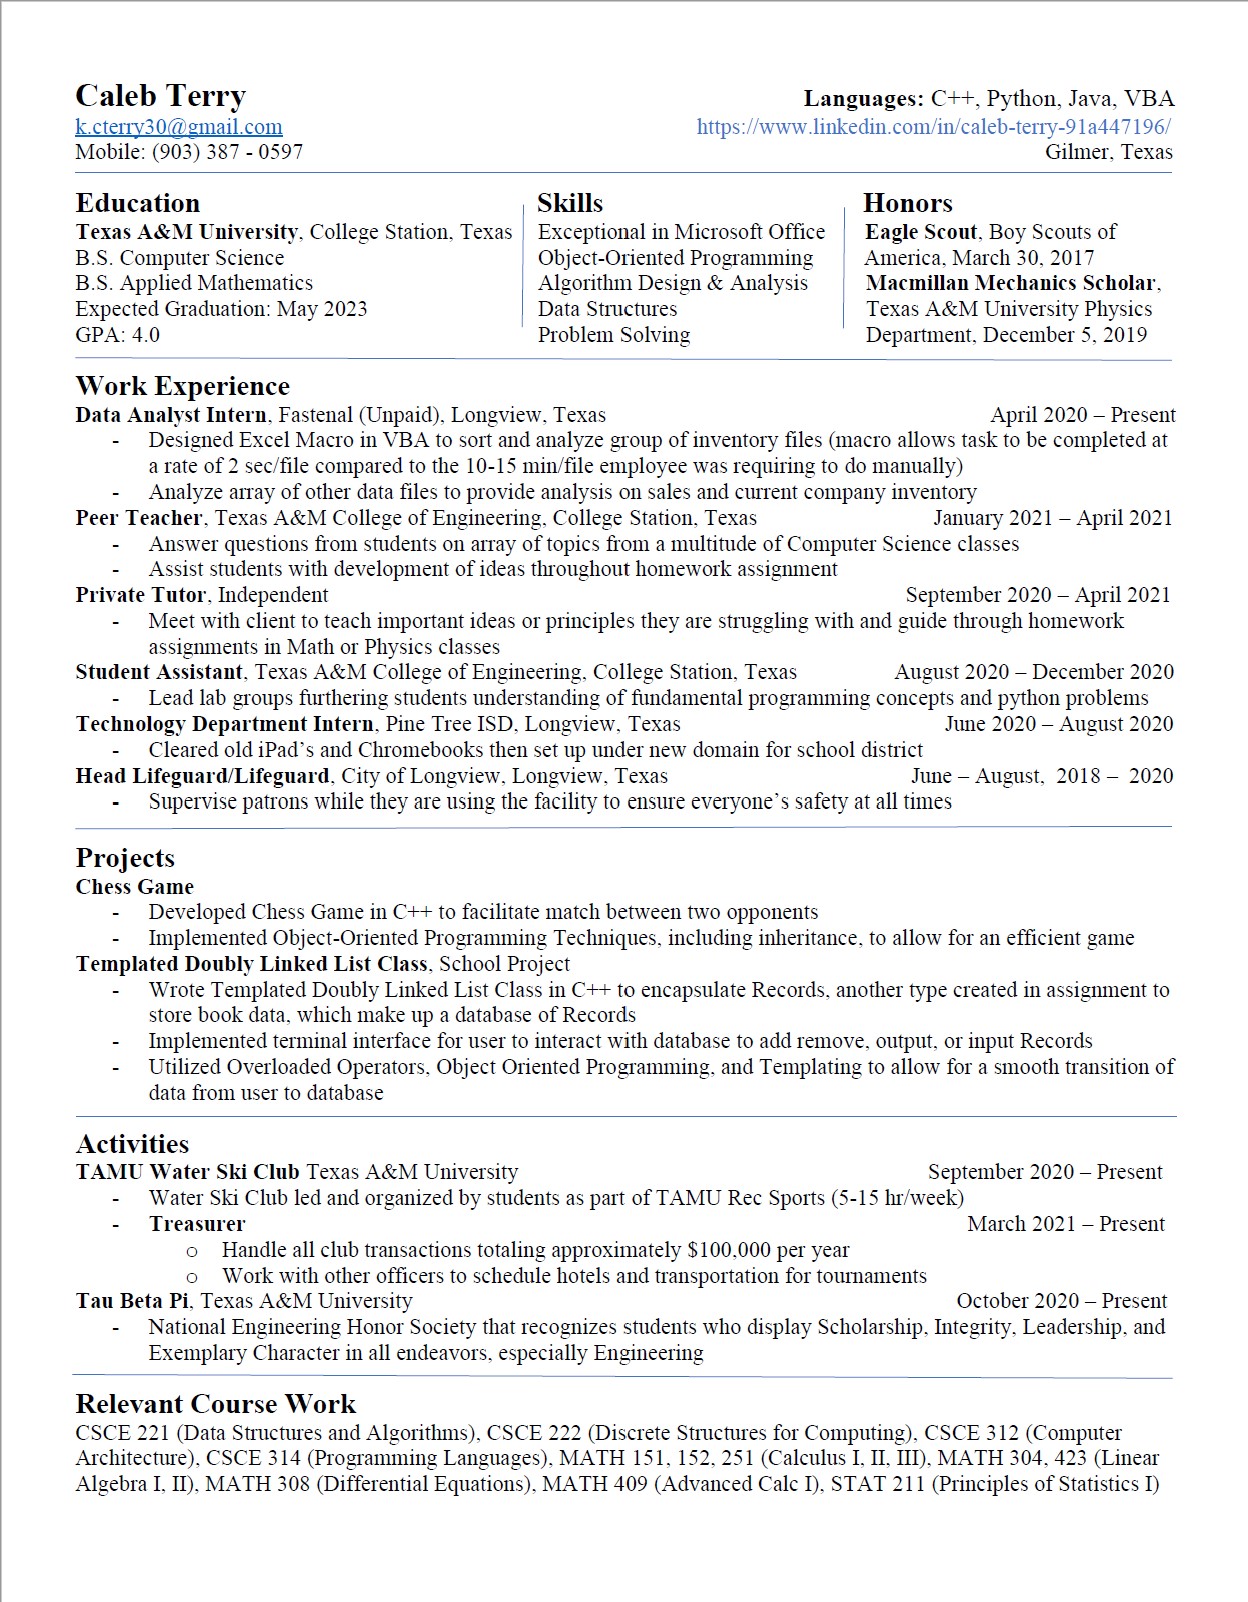 Caleb Terry
Languages: C++, Python, Java, VBA
k.cterry30@gmail.com
https://www.linkedin.com/in/caleb-terry-91a447196/
Mobile: (903) 387 - 0597
Gilmer, Texas
Education
Texas A&M University, College Station, Texas
B.S. Computer Science
B.S. Applied Mathematics
Expected Graduation: May 2023
GPA: 4.0
Skills
Exceptional in Microsoft Office
Object-Oriented Programming
Algorithm Design & Analysis
Data Structures
Problem Solving
Honors
Eagle Scout, Boy Scouts of
America, March 30, 2017
Macmillan Mechanics Scholar,
Texas A&M University Physics
Department, December 5, 2019
Work Experience
Data Analyst Intern, Fastenal (Unpaid), Longview, Texas April 2020 – Present
- Designed Excel Macro in VBA to sort and analyze group of inventory files (macro allows task to be completed at
a rate of 2 sec/file compared to the 10-15 min/file employee was requiring to do manually)
- Analyze array of other data files to provide analysis on sales and current company inventory
Peer Teacher, Texas A&M College of Engineering, College Station, Texas January 2021 – April 2021
- Answer questions from students on array of topics from a multitude of Computer Science classes
- Assist students with development of ideas throughout homework assignment
Private Tutor, Independent September 2020 – April 2021
- Meet with client to teach important ideas or principles they are struggling with and guide through homework
assignments in Math or Physics classes
Student Assistant, Texas A&M College of Engineering, College Station, Texas August 2020 – December 2020
- Lead lab groups furthering students understanding of fundamental programming concepts and python problems
Technology Department Intern, Pine Tree ISD, Longview, Texas June 2020 – August 2020
- Cleared old iPad’s and Chromebooks then set up under new domain for school district
Head Lifeguard/Lifeguard, City of Longview, Longview, Texas June – August, 2018 – 2020
- Supervise patrons while they are using the facility to ensure everyone’s safety at all times
Projects
Chess Game
- Developed Chess Game in C++ to facilitate match between two opponents
- Implemented Object-Oriented Programming Techniques, including inheritance, to allow for an efficient game
Templated Doubly Linked List Class, School Project
- Wrote Templated Doubly Linked List Class in C++ to encapsulate Records, another type created in assignment to
store book data, which make up a database of Records
- Implemented terminal interface for user to interact with database to add remove, output, or input Records
- Utilized Overloaded Operators, Object Oriented Programming, and Templating to allow for a smooth transition of
data from user to database
Activities
TAMU Water Ski Club Texas A&M University September 2020 – Present
- Water Ski Club led and organized by students as part of TAMU Rec Sports (5-15 hr/week)
- Treasurer March 2021 – Present
o Handle all club transactions totaling approximately $100,000 per year
o Work with other officers to schedule hotels and transportation for tournaments
Tau Beta Pi, Texas A&M University October 2020 – Present
- National Engineering Honor Society that recognizes students who display Scholarship, Integrity, Leadership, and
Exemplary Character in all endeavors, especially Engineering
Relevant Course Work
CSCE 221 (Data Structures and Algorithms), CSCE 222 (Discrete Structures for Computing), CSCE 312 (Computer
Architecture), CSCE 314 (Programming Languages), MATH 151, 152, 251 (Calculus I, II, III), MATH 304, 423 (Linear
Algebra I, II), MATH 308 (Differential Equations), MATH 409 (Advanced Calc I), STAT 211 (Principles of Statistics I)